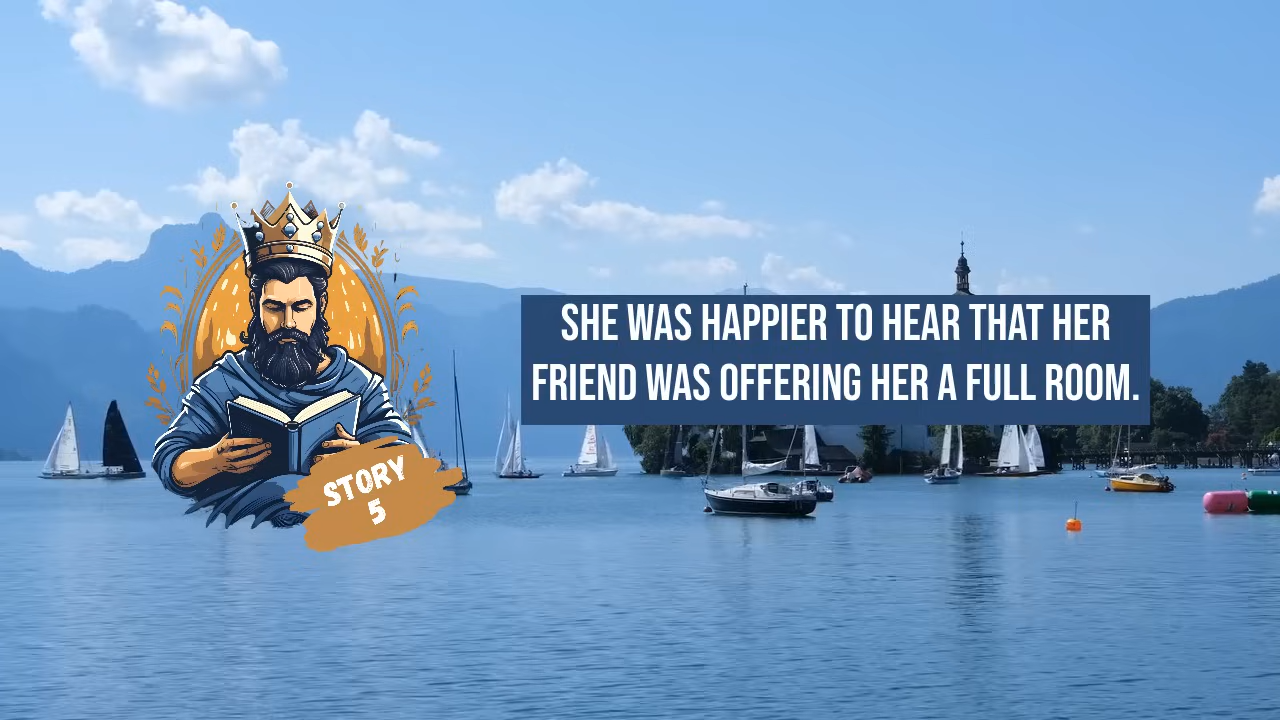 SHE WAS HAPPIER TO HEAR THAT HER
FRIEND WAS OFFERING HER A FULL ROOM.
STORY
5